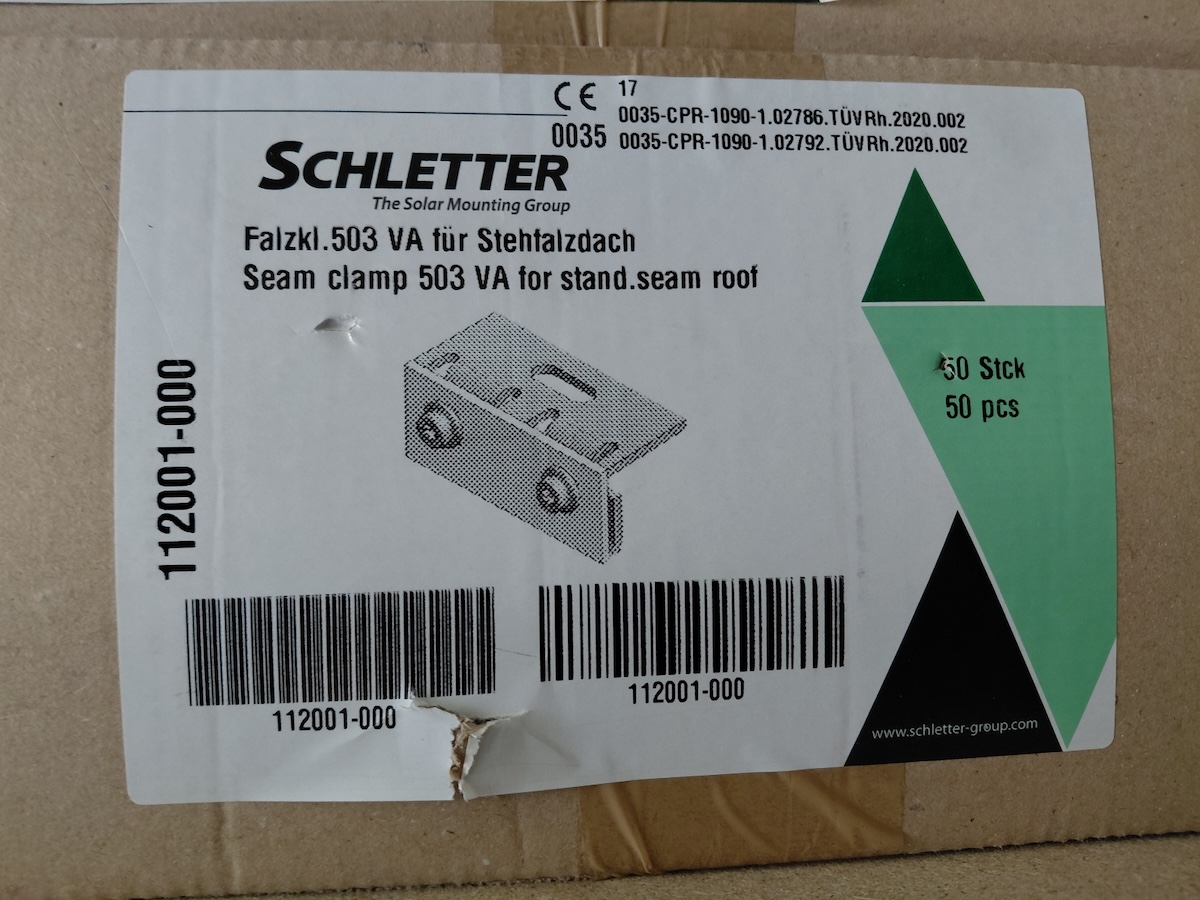 CE 17
0035-CPR-1090-1.02786.TÜVRh.2020.002
0035 0035-CPR-1090-1.02792.TÜVRh.2020.002
SCHLETTER
The Solar Mounting Group
Falzkl.503 VA für Stehfalzdach
Seam clamp 503 VA for stand.seam roof
50 Stck
50 pcs
112001-000
112001-000
112001-000
www.schletter-group.com